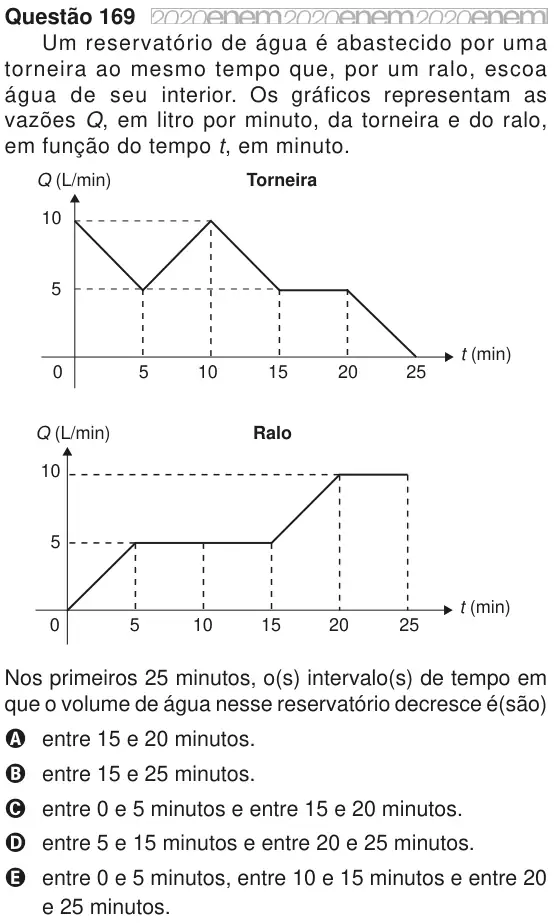 Questão 169 2020enem2020enem2020enem
Um reservatório de água é abastecido por uma
torneira ao mesmo tempo que, por um ralo, escoa
água de seu interior. Os gráficos representam as
vazões Q, em litro por minuto, da torneira e do ralo,
em função do tempo t, em minuto.
Q (L/min) Torneira
10
5
t (min)
0 5 10 15 20 25
Q (L/min) Ralo
10
5
t (min)
0 5 10 15 20 25
Nos primeiros 25 minutos, o(s) intervalo(s) de tempo em
que o volume de água nesse reservatório decresce é(são)
A entre 15 e 20 minutos.
B entre 15 e 25 minutos.
C entre 0 e 5 minutos e entre 15 e 20 minutos.
D entre 5 e 15 minutos e entre 20 e 25 minutos.
E entre 0 e 5 minutos, entre 10 e 15 minutos e entre 20
e 25 minutos.